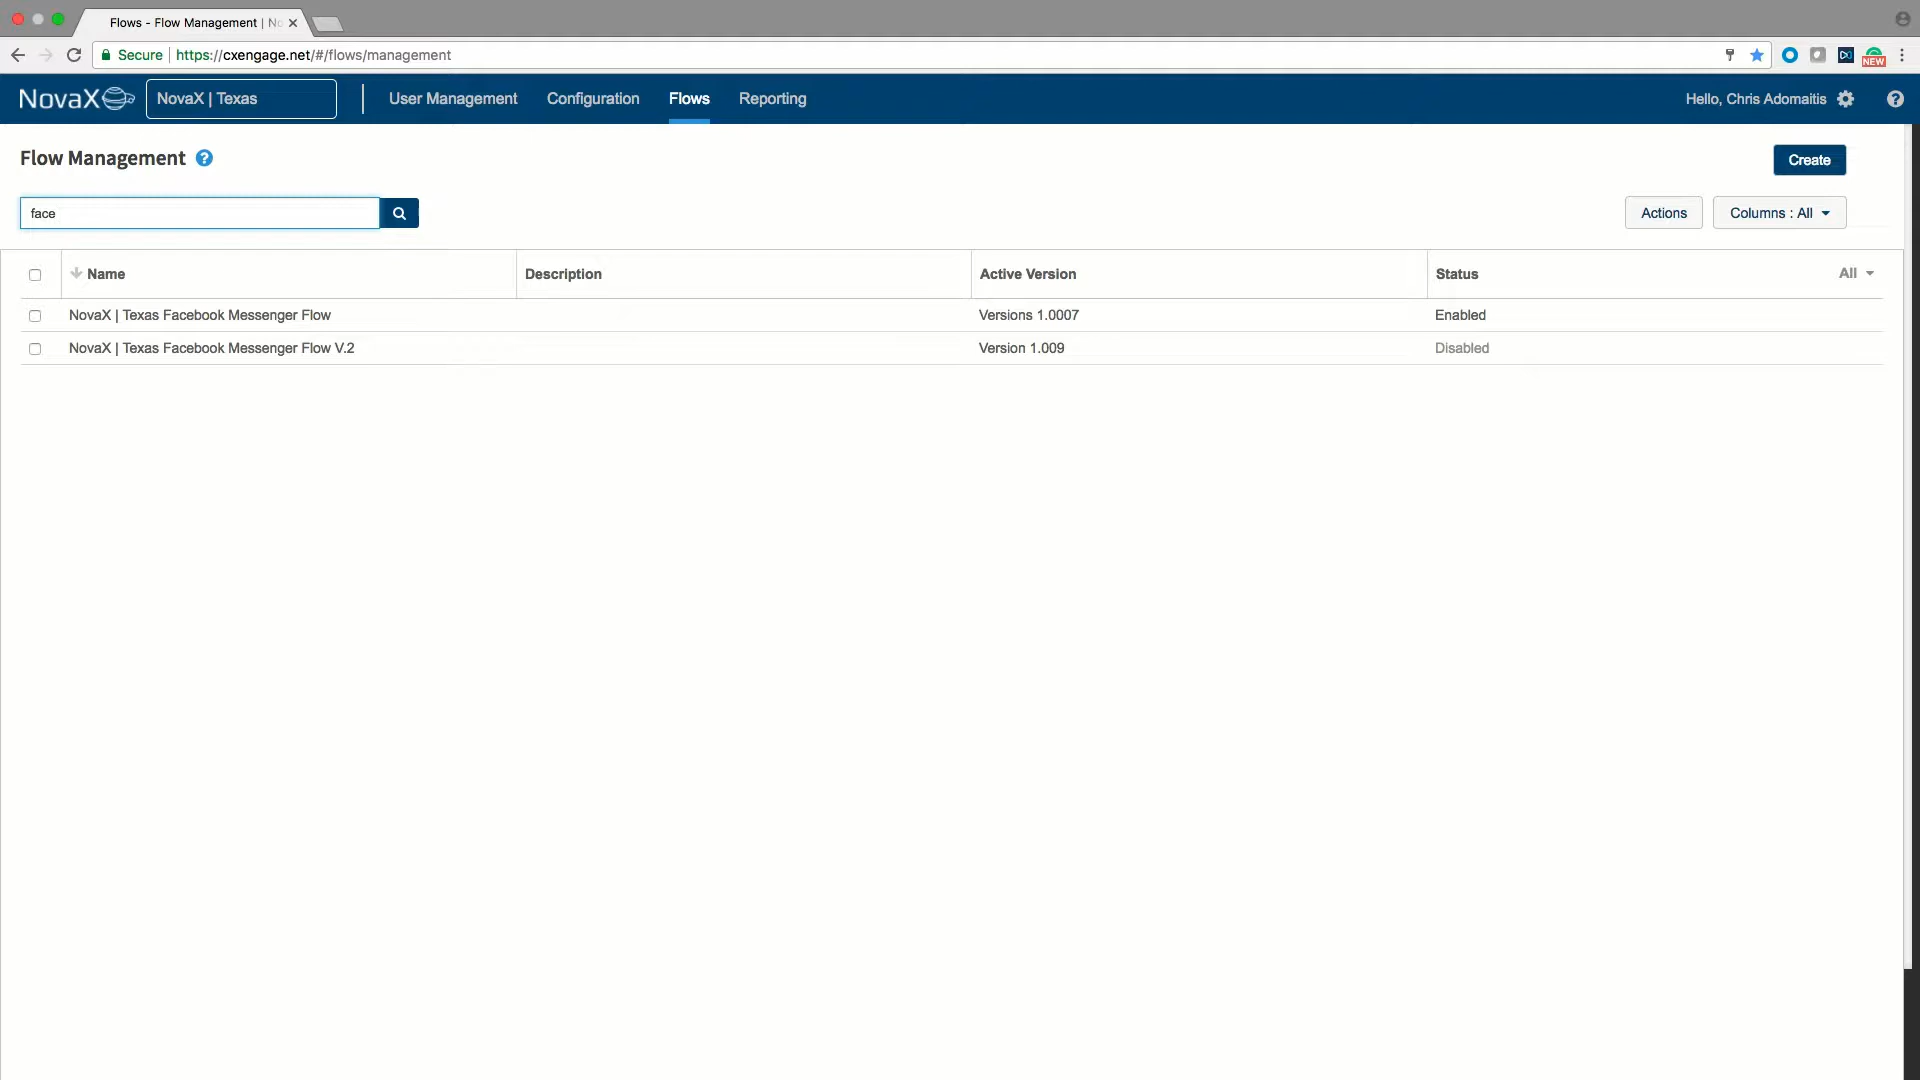 Flows - Flow Management | No
Secure https://cxengage.net/#/flows/management
NEW
NovaX NovaX | Texas User Management Configuration Flows Reporting Hello, Chris Adomaitis ?
Flow Management ?
Create
face
Actions Columns : All
Name Description Active Version Status All
NovaX | Texas Facebook Messenger Flow Versions 1.0007 Enabled
NovaX | Texas Facebook Messenger Flow V.2 Version 1.009 Disabled